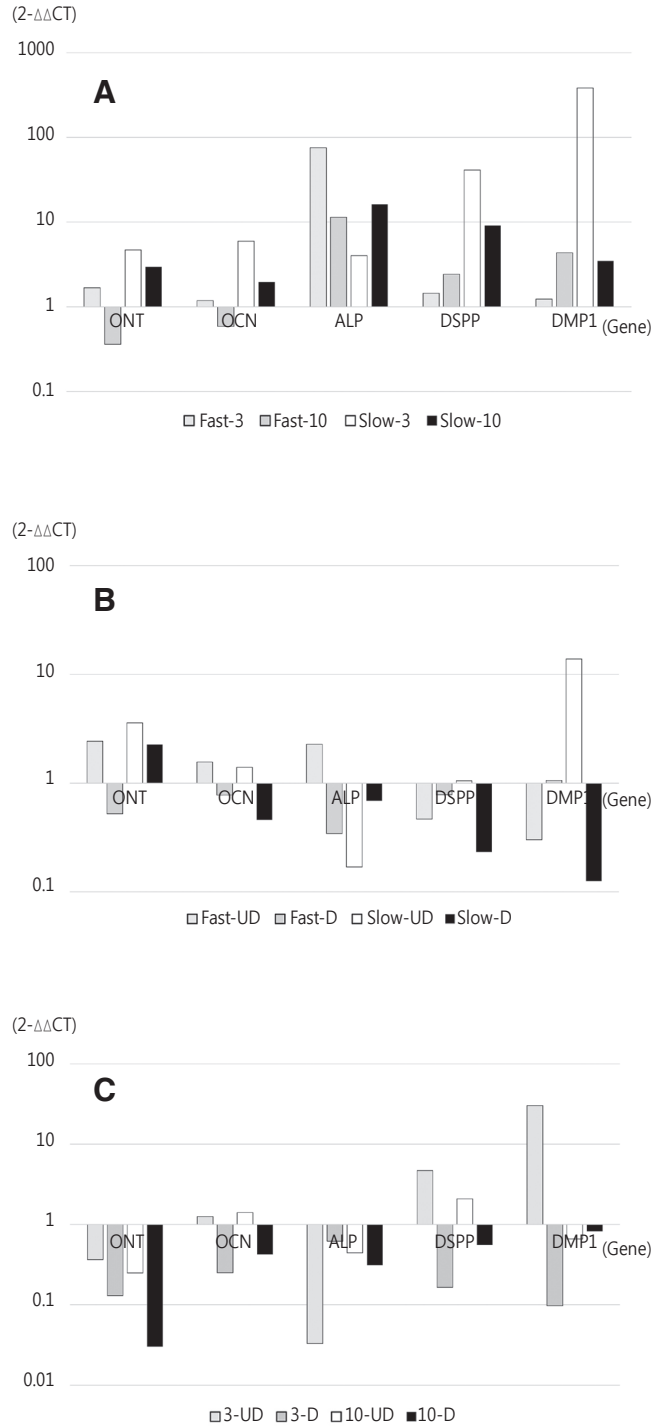 (2-△△CT)
1000
A
100
10
1
ONT OCN ALP DSPP DMP1 (Gene)
0.1
Fast-3 Fast-10 Slow-3 Slow-10
(2-△△CT)
100
B
10
1
ONT OCN ALP DSPP DMP1 (Gene)
0.1
Fast-UD Fast-D Slow-UD Slow-D
(2-△△CT)
100
C
10
1
ONT OCN ALP DSPP DMP1 (Gene)
0.1
0.01
3-UD 3-D 10-UD 10-D